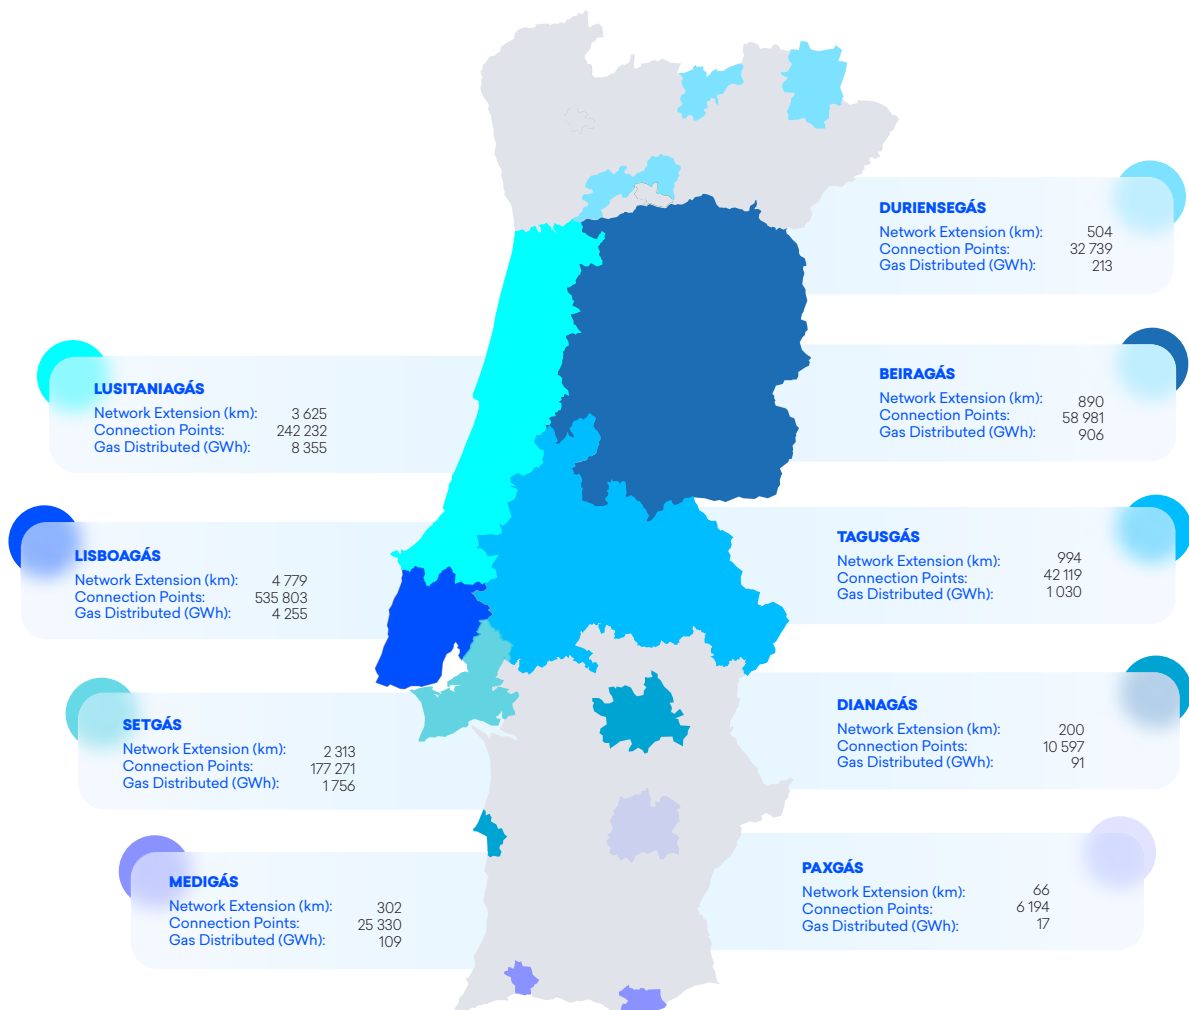 DURIENSEGÁS
Network Extension (km): 504
Connection Points: 32 739
Gas Distributed (GWh): 213
LUSITANIAGÁS
Network Extension (km): 3 625
Connection Points: 242 232
Gas Distributed (GWh): 8 355
BEIRAGÁS
Network Extension (km): 890
Connection Points: 58 981
Gas Distributed (GWh): 906
LISBOAGÁS
Network Extension (km): 4 779
Connection Points: 535 803
Gas Distributed (GWh): 4 255
TAGUSGÁS
Network Extension (km): 994
Connection Points: 42 119
Gas Distributed (GWh): 1 030
SETGÁS
Network Extension (km): 2 313
Connection Points: 177 271
Gas Distributed (GWh): 1 756
DIANAGÁS
Network Extension (km): 200
Connection Points: 10 597
Gas Distributed (GWh): 91
MEDIGÁS
Network Extension (km): 302
Connection Points: 25 330
Gas Distributed (GWh): 109
PAXGÁS
Network Extension (km): 66
Connection Points: 6 194
Gas Distributed (GWh): 17